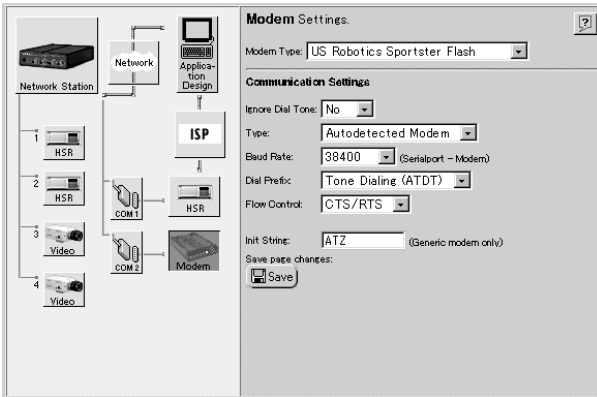 Network Station
Network
Applica-
tion
Design
ISP
1
HSR
2
HSR
3
Video
4
Video
COM 1
HSR
COM 2
Modem
Modem Settings.
?
Modem Type: US Robotics Sportster Flash
Communication Settings
Ignore Dial Tone: No
Type: Autodetected Modem
Baud Rate: 38400 (Serialport - Modem)
Dial Prefix: Tone Dialing (ATDT)
Flow Control: CTS/RTS
Init String: ATZ (Generic modem only)
Save page changes:
Save